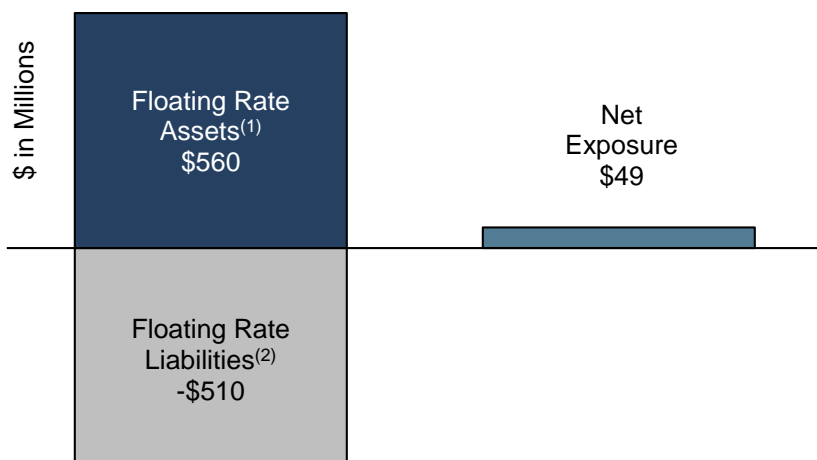 $ in Millions
Floating Rate
Assets(1)
$560
Net
Exposure
$49
Floating Rate
Liabilities(2)
-$510